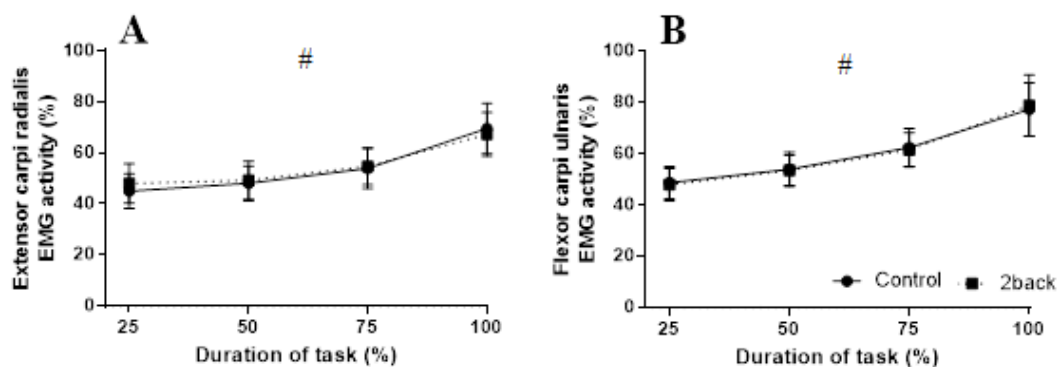 A
#
Extensor carpi radialis
EMG activity (%)
100
80
60
40
20
0
25 50 75 100
Duration of task (%)
B
#
Flexor carpi ulnaris
EMG activity (%)
100
80
60
40
20
0
25 50 75 100
Duration of task (%)
Control 2back